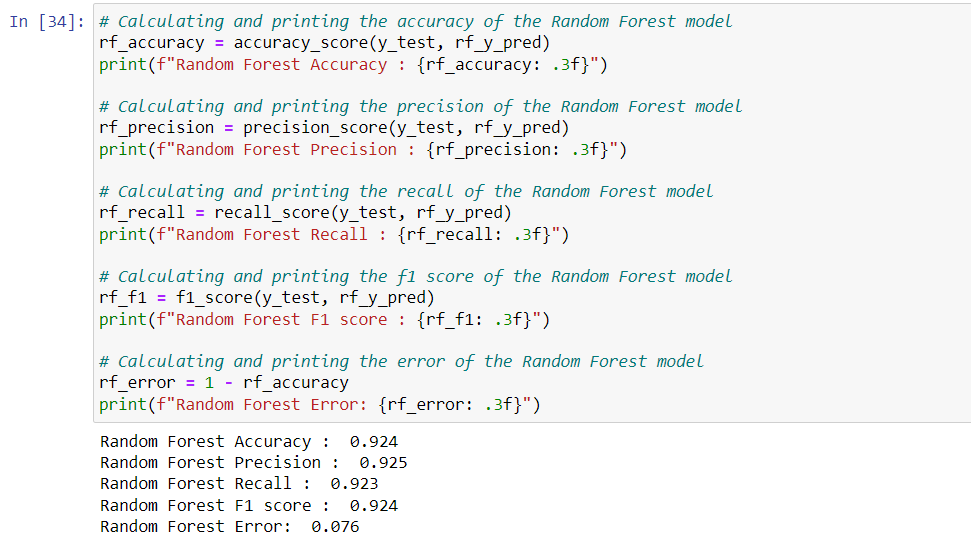 In [34]: # Calculating and printing the accuracy of the Random Forest model
rf_accuracy = accuracy_score(y_test, rf_y_pred)
print(f"Random Forest Accuracy : {rf_accuracy: .3f}")

# Calculating and printing the precision of the Random Forest model
rf_precision = precision_score(y_test, rf_y_pred)
print(f"Random Forest Precision : {rf_precision: .3f}")

# Calculating and printing the recall of the Random Forest model
rf_recall = recall_score(y_test, rf_y_pred)
print(f"Random Forest Recall : {rf_recall: .3f}")

# Calculating and printing the f1 score of the Random Forest model
rf_f1 = f1_score(y_test, rf_y_pred)
print(f"Random Forest F1 score : {rf_f1: .3f}")

# Calculating and printing the error of the Random Forest model
rf_error = 1 - rf_accuracy
print(f"Random Forest Error: {rf_error: .3f}")

Random Forest Accuracy :  0.924
Random Forest Precision :  0.925
Random Forest Recall :  0.923
Random Forest F1 score :  0.924
Random Forest Error:  0.076